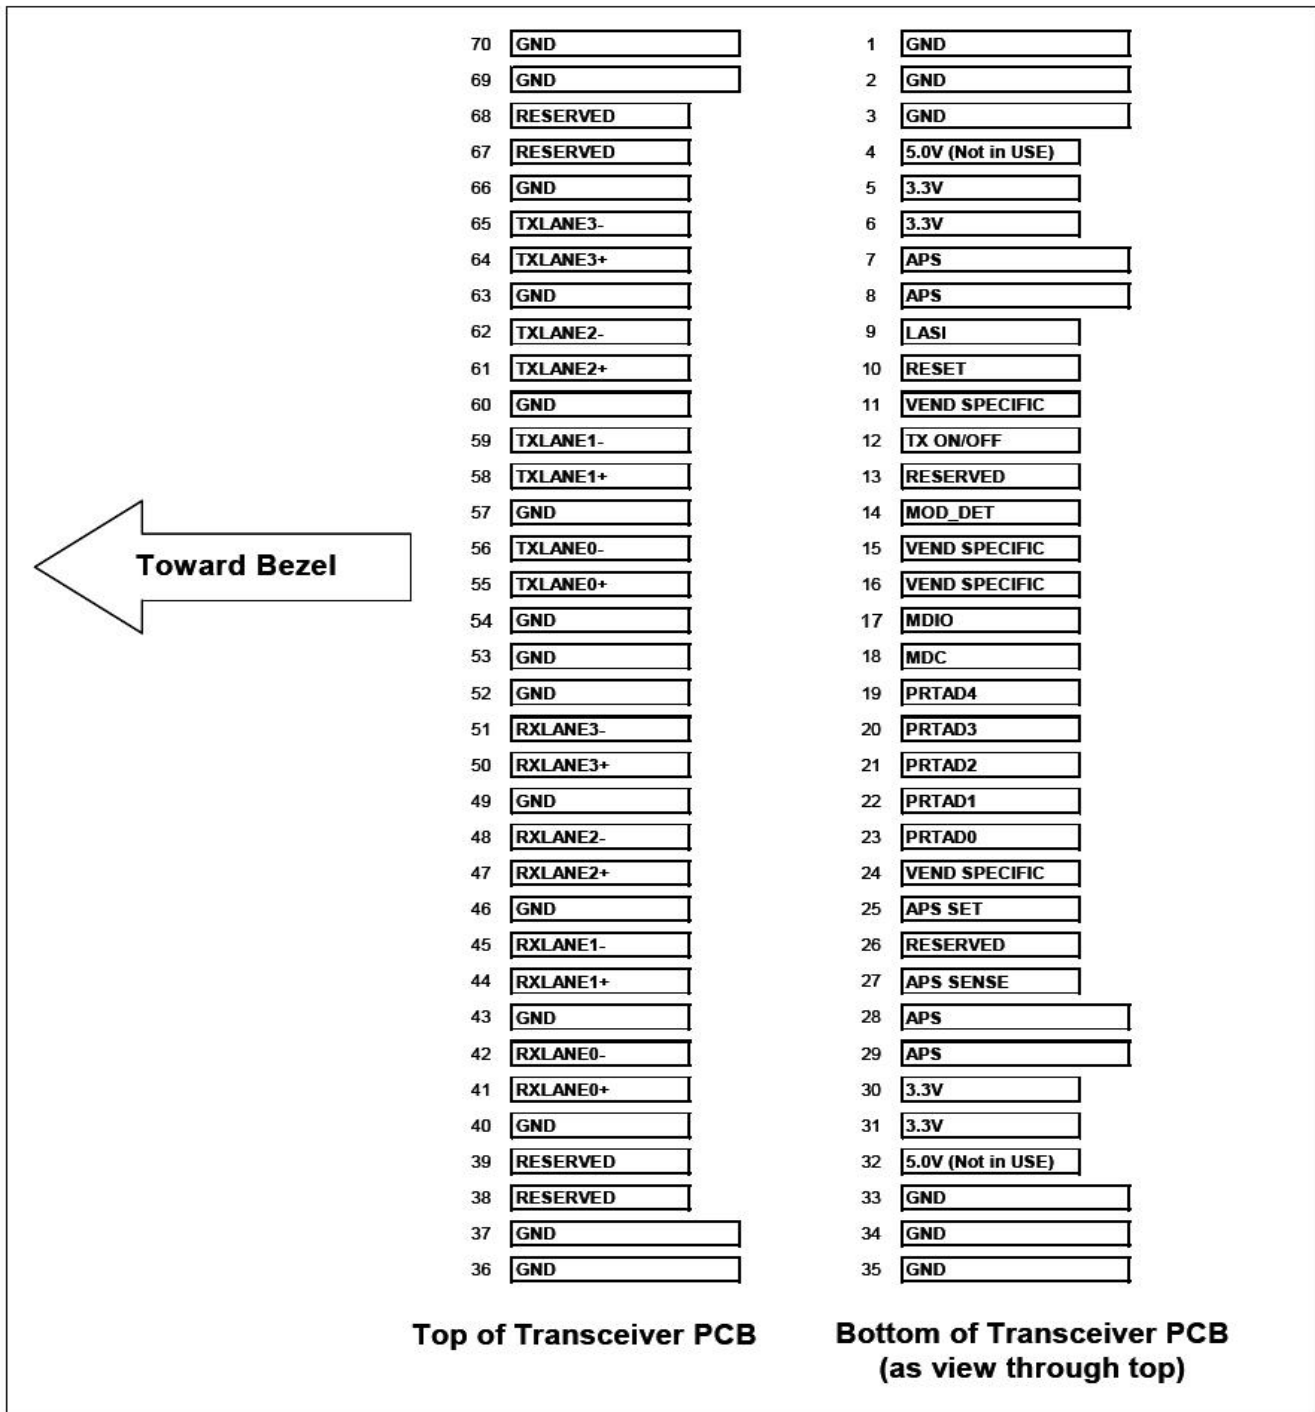 70 GND 1 GND
69 GND 2 GND
68 RESERVED 3 GND
67 RESERVED 4 5.0V (Not in USE)
66 GND 5 3.3V
65 TXLANE3- 6 3.3V
64 TXLANE3+ 7 APS
63 GND 8 APS
62 TXLANE2- 9 LASI
61 TXLANE2+ 10 RESET
60 GND 11 VEND SPECIFIC
59 TXLANE1- 12 TX ON/OFF
58 TXLANE1+ 13 RESERVED
57 GND 14 MOD_DET
56 TXLANE0- 15 VEND SPECIFIC
Toward Bezel
55 TXLANE0+ 16 VEND SPECIFIC
54 GND 17 MDIO
53 GND 18 MDC
52 GND 19 PRTAD4
51 RXLANE3- 20 PRTAD3
50 RXLANE3+ 21 PRTAD2
49 GND 22 PRTAD1
48 RXLANE2- 23 PRTAD0
47 RXLANE2+ 24 VEND SPECIFIC
46 GND 25 APS SET
45 RXLANE1- 26 RESERVED
44 RXLANE1+ 27 APS SENSE
43 GND 28 APS
42 RXLANE0- 29 APS
41 RXLANE0+ 30 3.3V
40 GND 31 3.3V
39 RESERVED 32 5.0V (Not in USE)
38 RESERVED 33 GND
37 GND 34 GND
36 GND 35 GND
Top of Transceiver PCB
Bottom of Transceiver PCB
(as view through top)